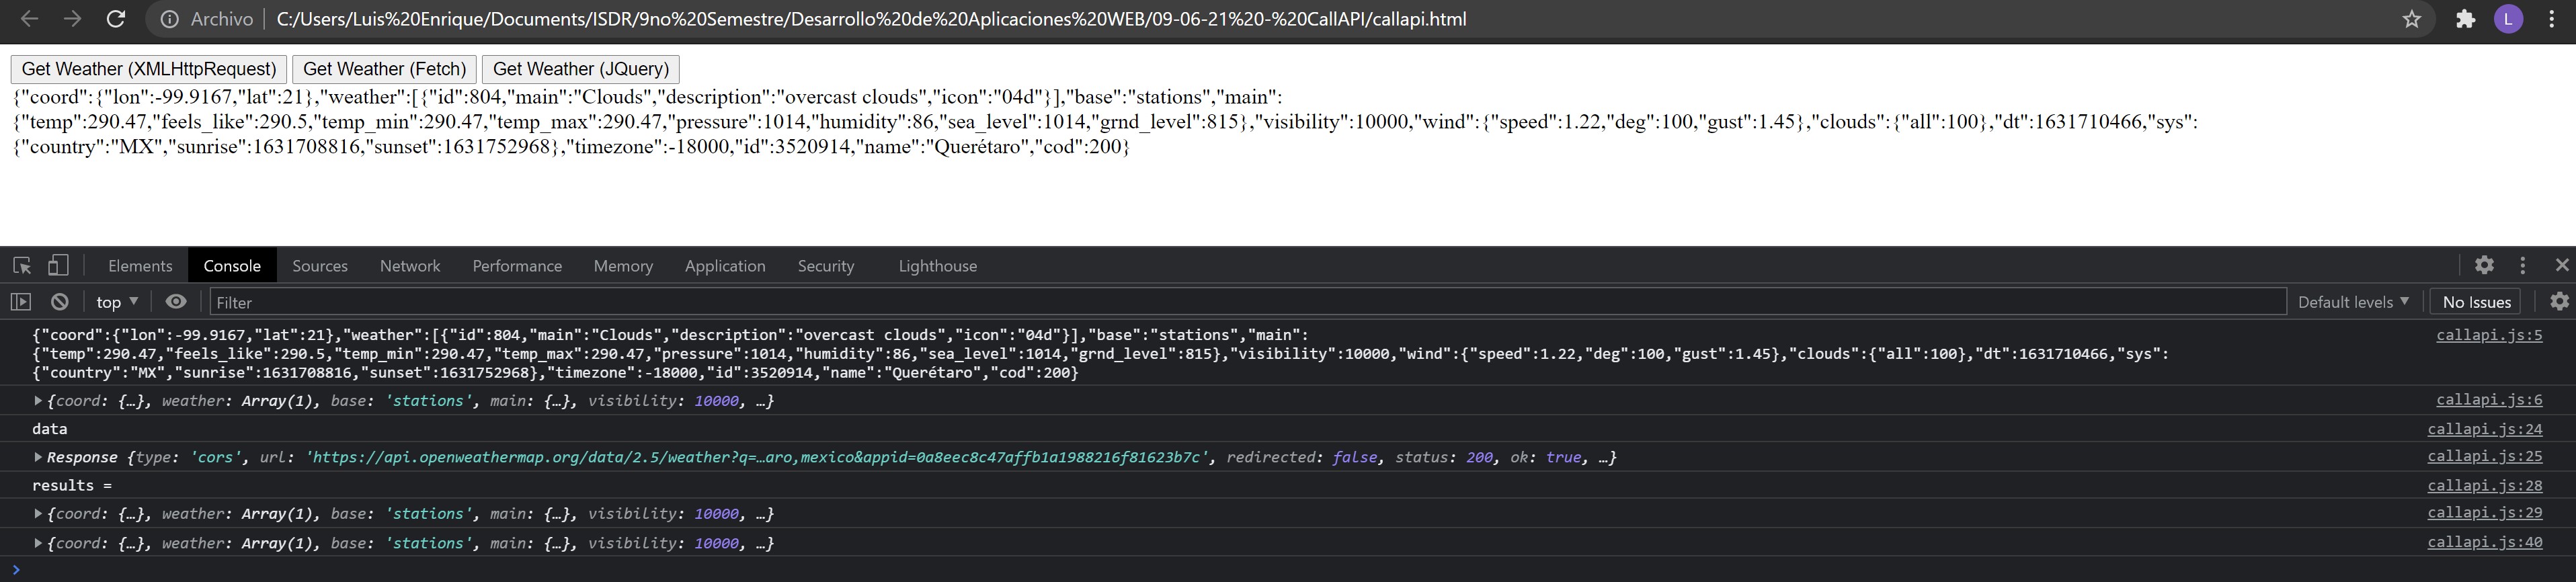 Archivo C:/Users/Luis%20Enrique/Documents/ISDR/9no%20Semestre/Desarrollo%20de%20Aplicaciones%20WEB/09-06-21%20-%20CallAPI/callapi.html L
Get Weather (XMLHttpRequest) Get Weather (Fetch) Get Weather (JQuery)
{"coord":{"lon":-99.9167,"lat":21},"weather":[{"id":804,"main":"Clouds","description":"overcast clouds","icon":"04d"}],"base":"stations","main":
{"temp":290.47,"feels_like":290.5,"temp_min":290.47,"temp_max":290.47,"pressure":1014,"humidity":86,"sea_level":1014,"grnd_level":815},"visibility":10000,"wind":{"speed":1.22,"deg":100,"gust":1.45},"clouds":{"all":100},"dt":1631710466,"sys":
{"country":"MX","sunrise":1631708816,"sunset":1631752968},"timezone":-18000,"id":3520914,"name":"Querétaro","cod":200}
Elements Console Sources Network Performance Memory Application Security Lighthouse
top Filter Default levels No Issues
{"coord":{"lon":-99.9167,"lat":21},"weather":[{"id":804,"main":"Clouds","description":"overcast clouds","icon":"04d"}],"base":"stations","main": callapi.js:5
{"temp":290.47,"feels_like":290.5,"temp_min":290.47,"temp_max":290.47,"pressure":1014,"humidity":86,"sea_level":1014,"grnd_level":815},"visibility":10000,"wind":{"speed":1.22,"deg":100,"gust":1.45},"clouds":{"all":100},"dt":1631710466,"sys":
{"country":"MX","sunrise":1631708816,"sunset":1631752968},"timezone":-18000,"id":3520914,"name":"Querétaro","cod":200}
{coord: {…}, weather: Array(1), base: 'stations', main: {…}, visibility: 10000, …} callapi.js:6
data callapi.js:24
Response {type: 'cors', url: 'https://api.openweathermap.org/data/2.5/weather?q=…aro,mexico&appid=0a8eec8c47affb1a1988216f81623b7c', redirected: false, status: 200, ok: true, …} callapi.js:25
results = callapi.js:28
{coord: {…}, weather: Array(1), base: 'stations', main: {…}, visibility: 10000, …} callapi.js:29
{coord: {…}, weather: Array(1), base: 'stations', main: {…}, visibility: 10000, …} callapi.js:40